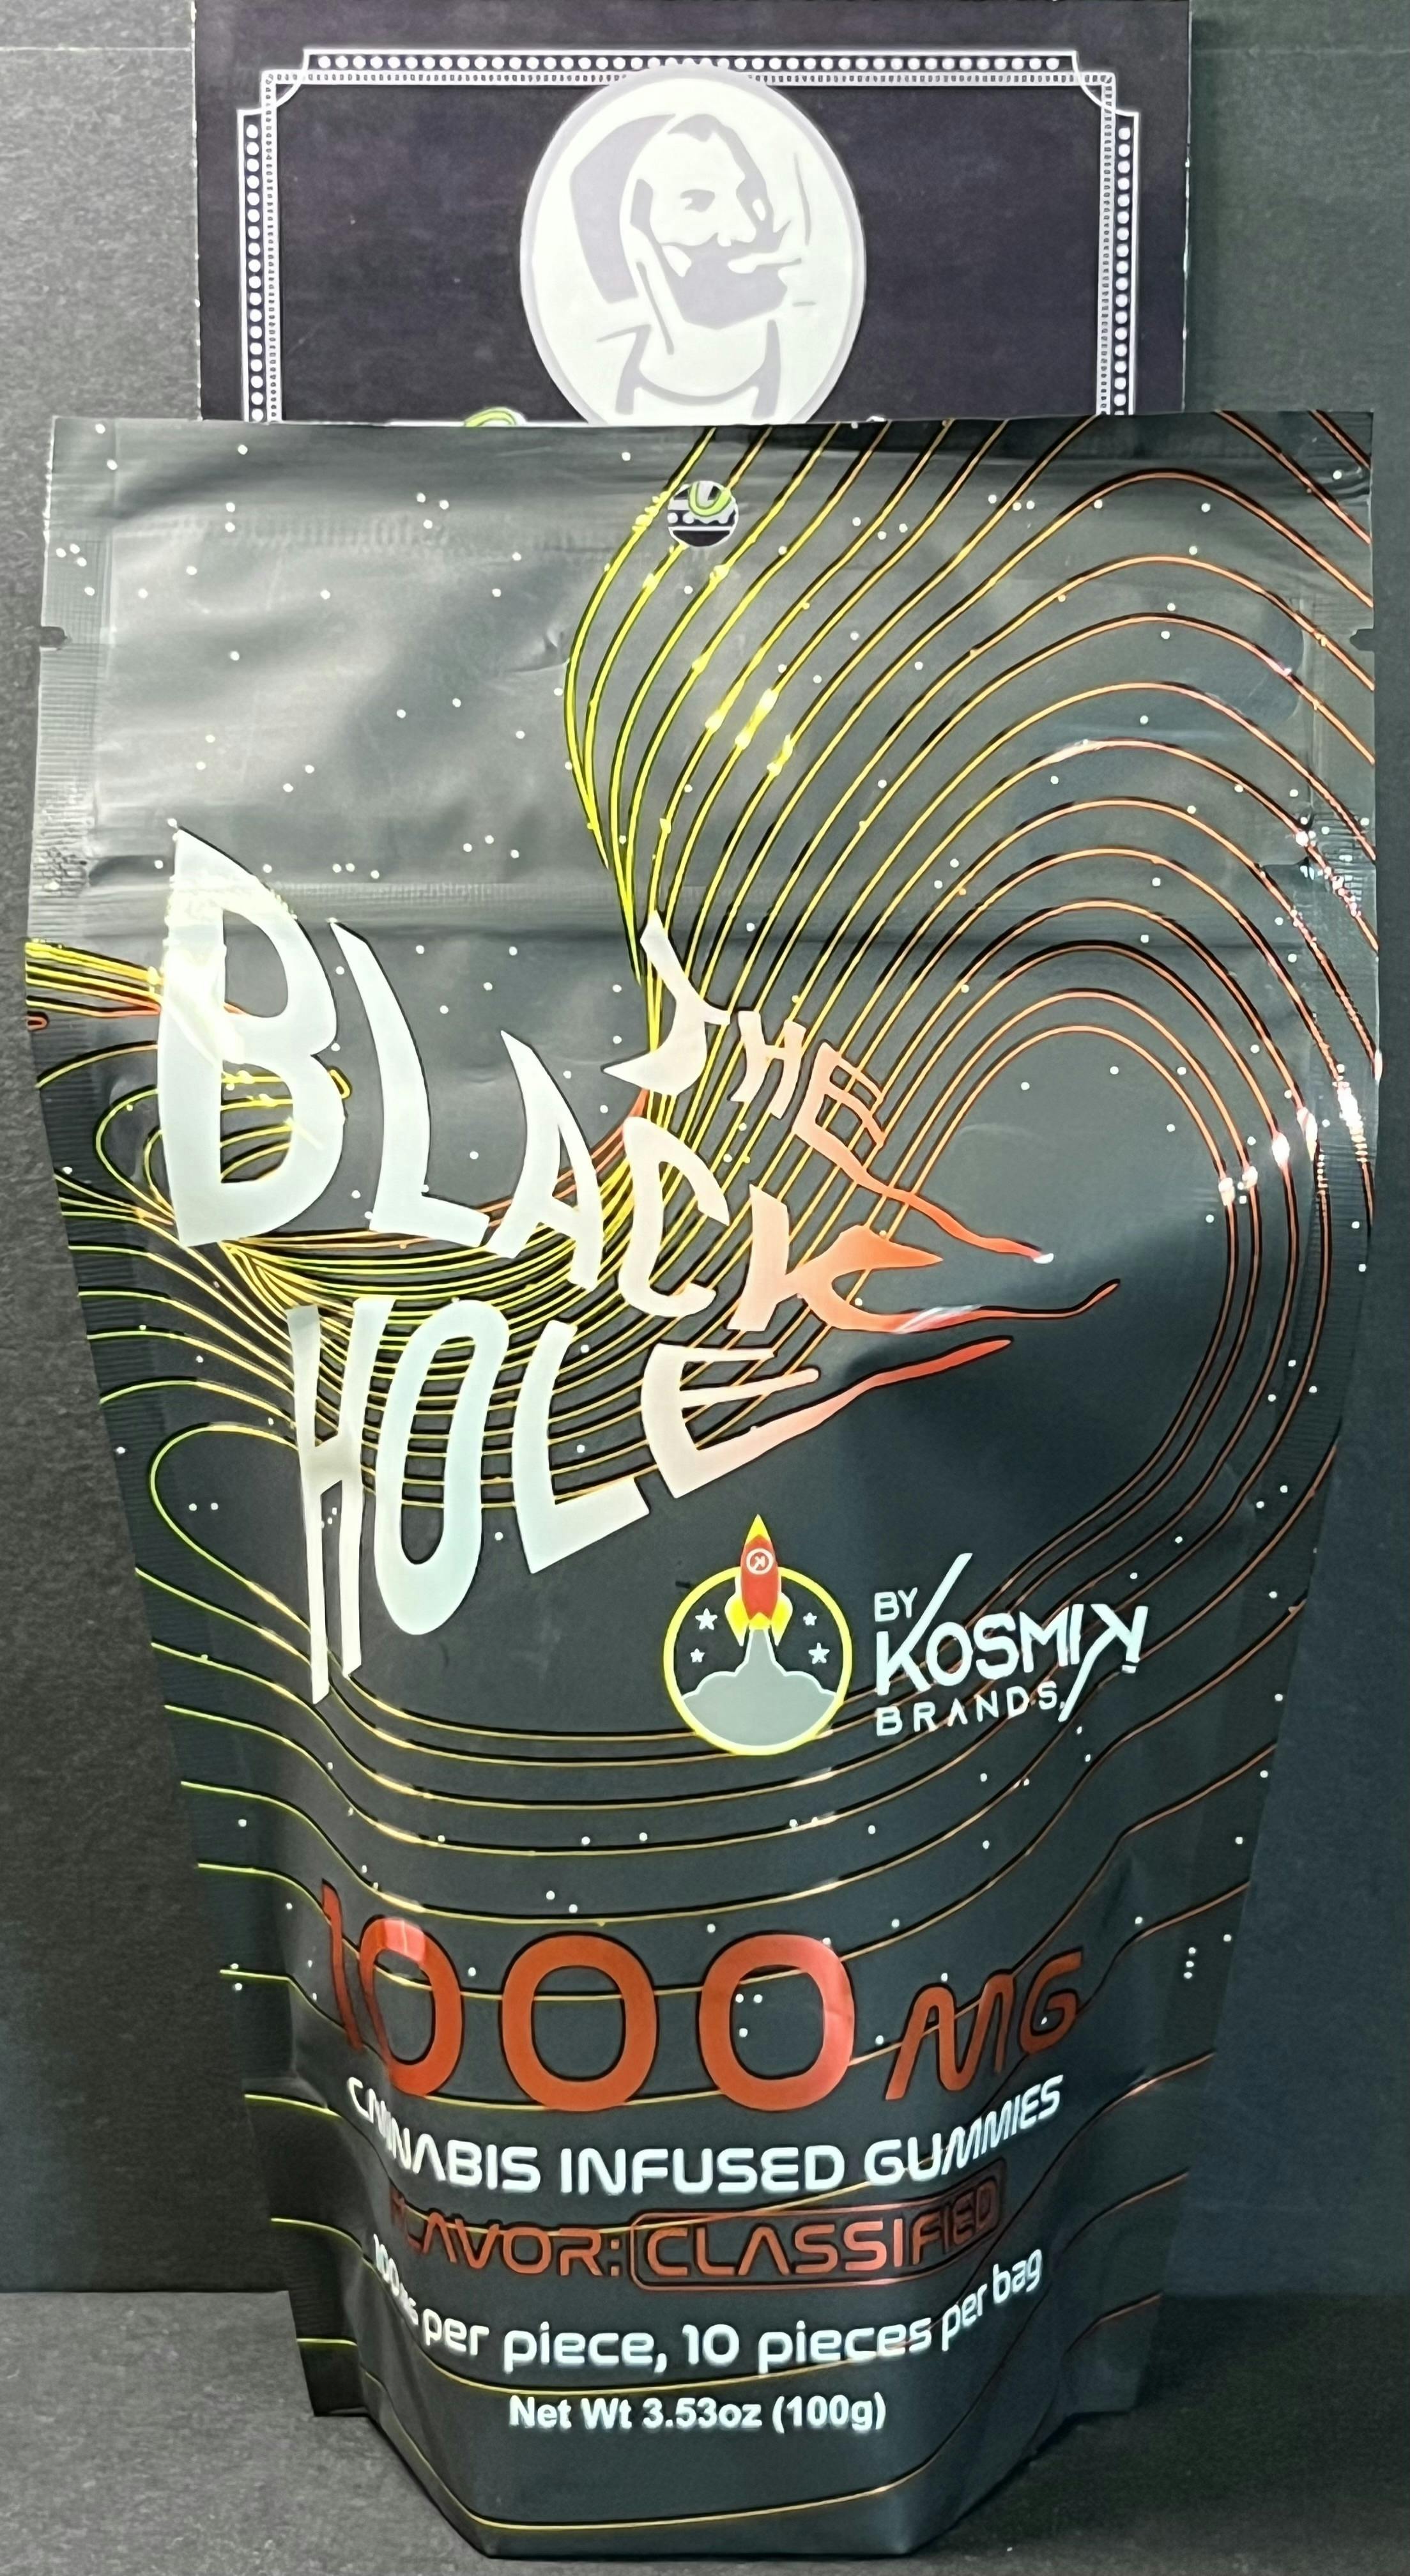 THE
BLACK
HOLE
BY
KOSMIK
BRANDS
1000 MG
CANNABIS INFUSED GUMMIES
FLAVOR: CLASSIFIED
100mg per piece, 10 pieces per bag
Net Wt 3.53oz (100g)